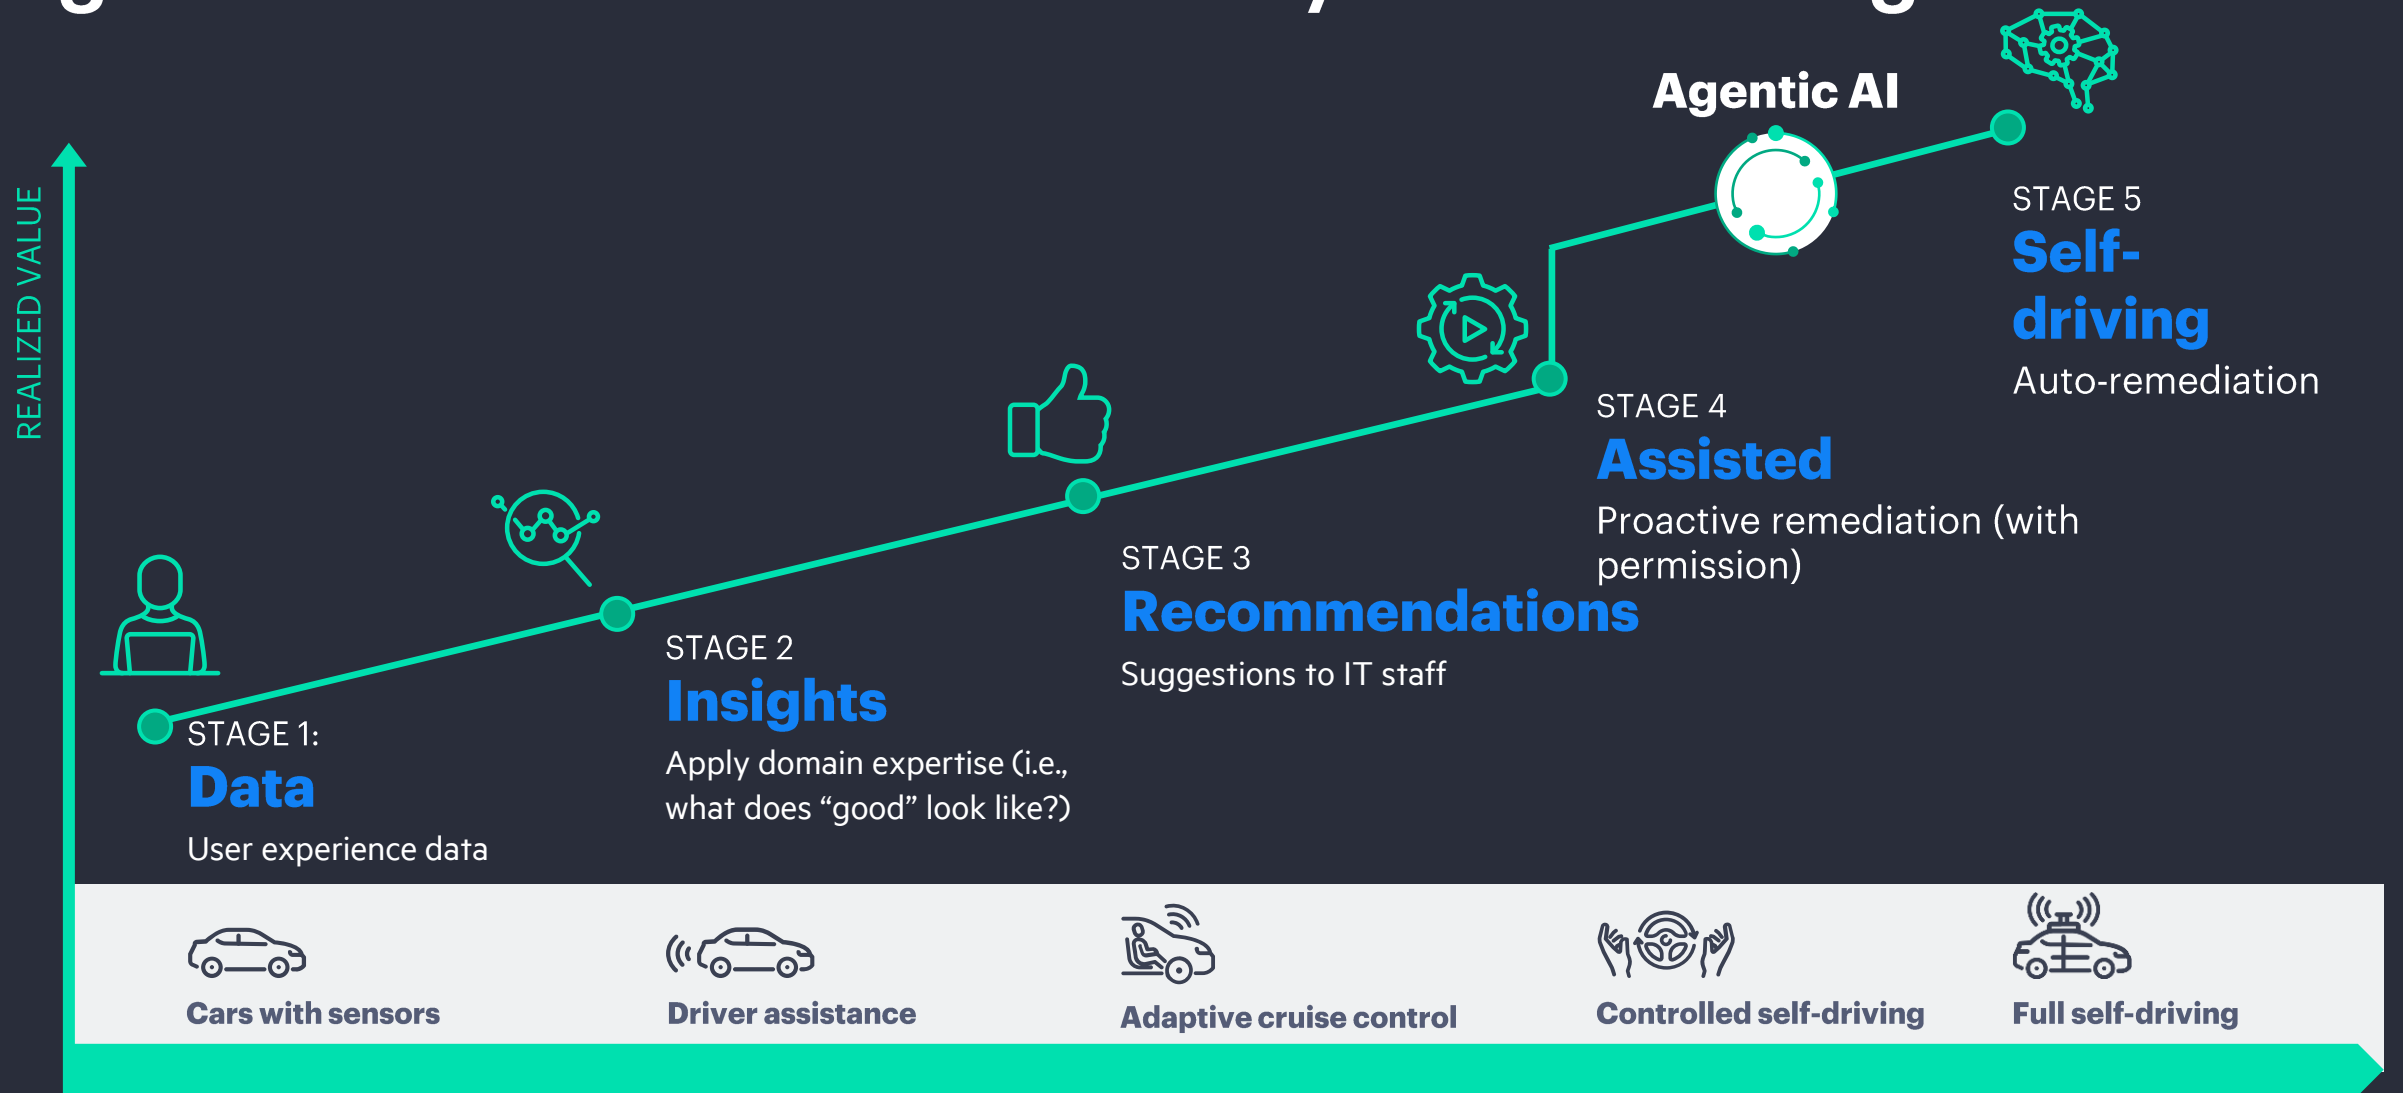 Agentic AI
REALIZED VALUE
STAGE 5
Self-
driving
Auto-remediation
STAGE 4
Assisted
Proactive remediation (with
permission)
STAGE 3
Recommendations
Suggestions to IT staff
STAGE 2
Insights
Apply domain expertise (i.e.,
what does “good” look like?)
STAGE 1:
Data
User experience data
Cars with sensors
Driver assistance
Adaptive cruise control
Controlled self-driving
Full self-driving